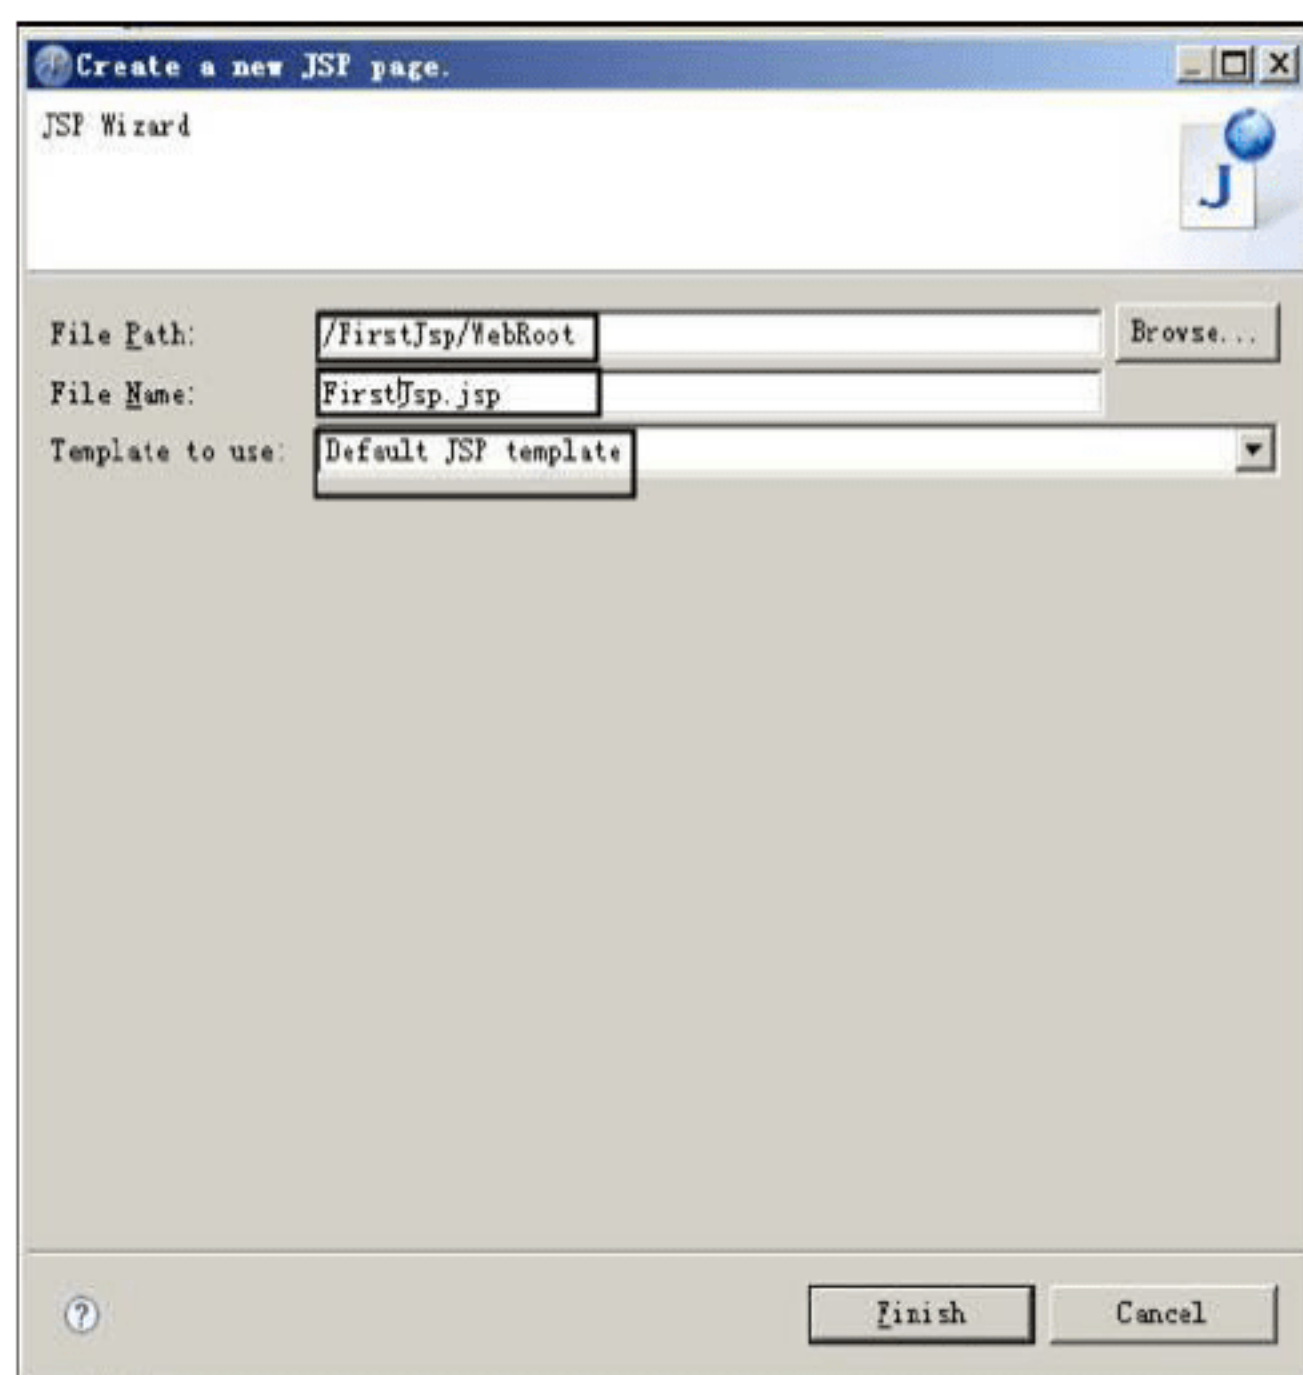 Create a new JSP page.
JSP Wizard
J
File Path: /FirstJsp/WebRoot Browse...
File Name: FirstJsp.jsp
Template to use: Default JSP template
? Finish Cancel